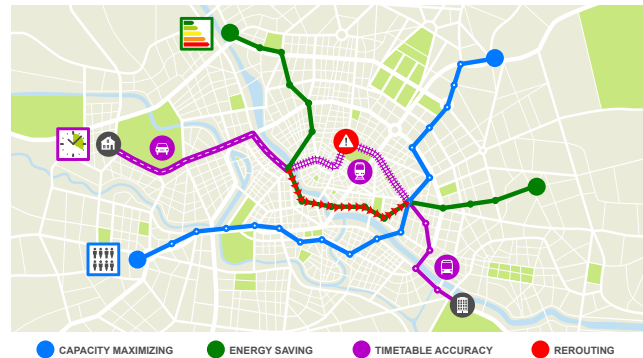 CAPACITY MAXIMIZING
ENERGY SAVING
TIMETABLE ACCURACY
REROUTING